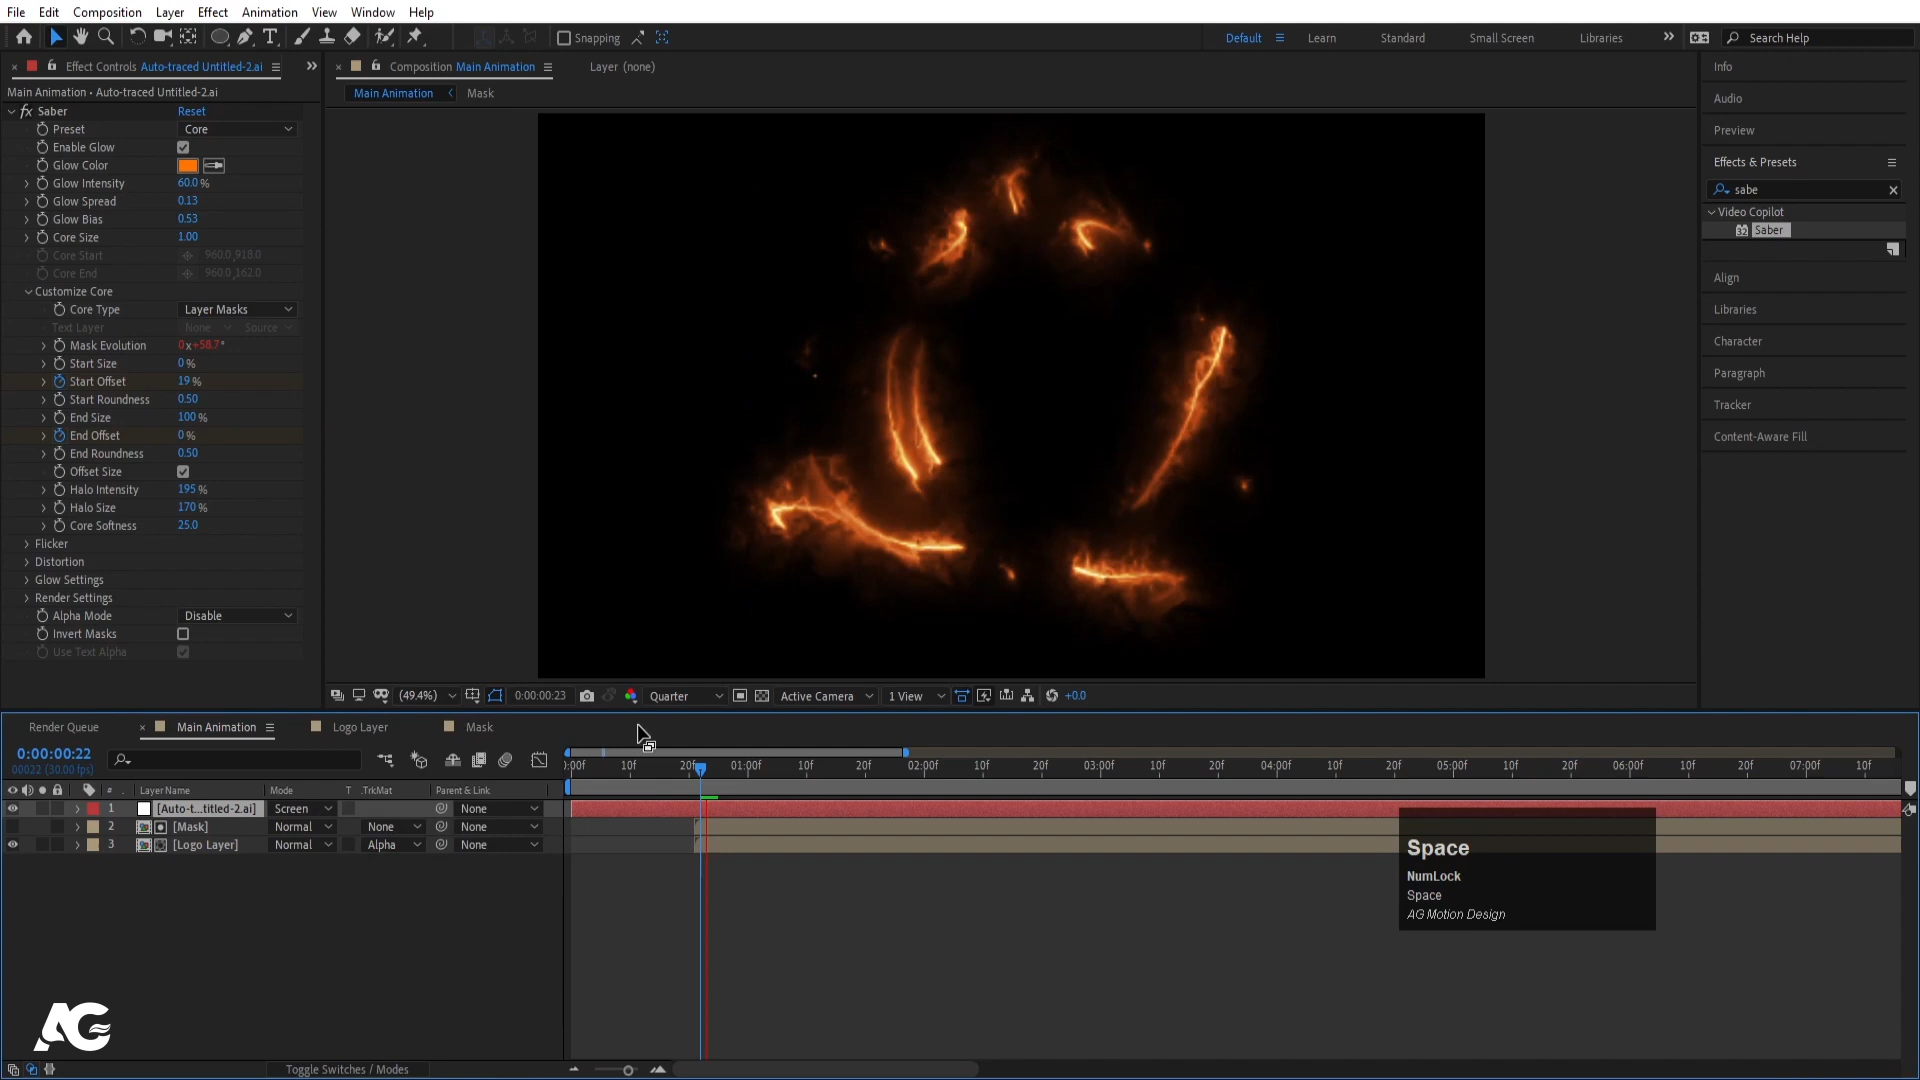 File Edit Composition Layer Effect Animation View Window Help
Snapping Default Learn Standard Small Screen Libraries Search Help
Effect Controls Auto-traced Untitled-2.ai
Composition Main Animation Layer (none)
Main Animation • Auto-traced Untitled-2.ai
Main Animation Mask
fx Saber Reset
Preset Core
Enable Glow
Glow Color
Glow Intensity 60.0 %
Glow Spread 0.13
Glow Bias 0.53
Core Size 1.00
Core Start 960.0,918.0
Core End 960.0,162.0
Customize Core
Core Type Layer Masks
Text Layer None Source
Mask Evolution 0x+58.7°
Start Size 0 %
Start Offset 19 %
Start Roundness 0.50
End Size 100 %
End Offset 0 %
End Roundness 0.50
Offset Size
Halo Intensity 195 %
Halo Size 170 %
Core Softness 25.0
Flicker
Distortion
Glow Settings
Render Settings
Alpha Mode Disable
Invert Masks
Use Text Alpha
Info
Audio
Preview
Effects & Presets
sabe
Video Copilot
32 Saber
Align
Libraries
Character
Paragraph
Tracker
Content-Aware Fill
(49.4%) 0:00:00:23 Quarter Active Camera 1 View +0.0
Render Queue Main Animation Logo Layer Mask
0:00:00:22
00022 (30.00 fps)
):00f 10f 20f 01:00f 10f 20f 02:00f 10f 20f 03:00f 10f 20f 04:00f 10f 20f 05:00f 10f 20f 06:00f 10f 20f 07:00f 10f
# Layer Name Mode T .TrkMat Parent & Link
1 [Auto-t...titled-2.ai] Screen None
2 [Mask] Normal None None
3 [Logo Layer] Normal Alpha None
Space
NumLock
Space
AG Motion Design
AG
Toggle Switches / Modes